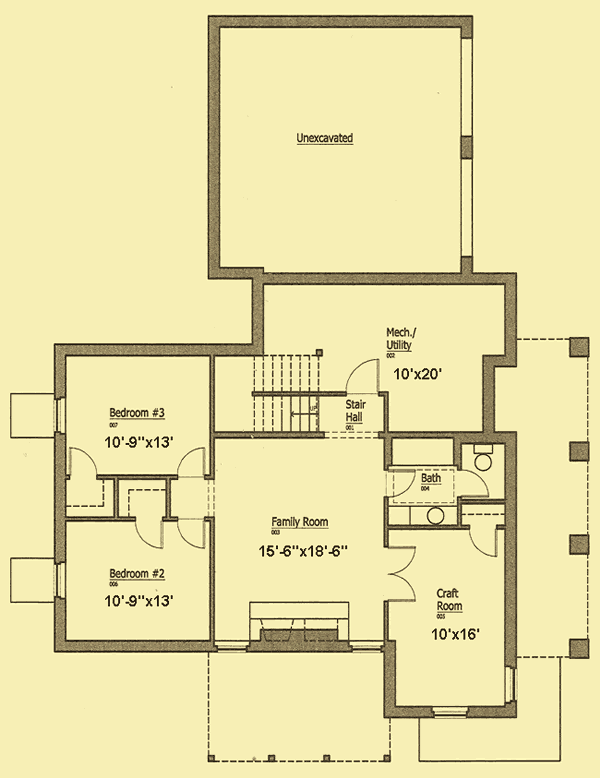 Unexcavated
Mech./
Utility
002
10'x20'
Stair
Hall
001
UP
Bedroom #3
007
10'-9"x13'
Bath
004
Family Room
003
15'-6"x18'-6"
Bedroom #2
006
10'-9"x13'
Craft
Room
005
10'x16'